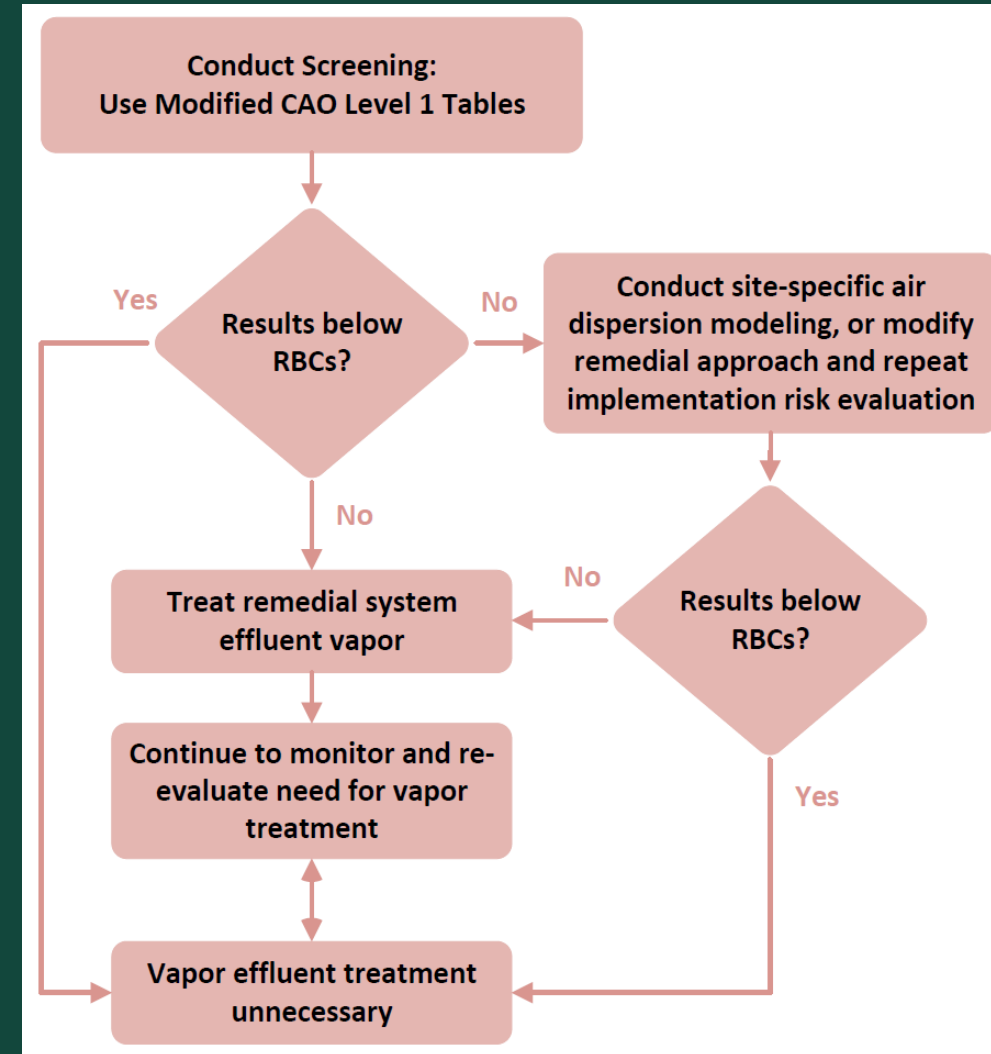 Conduct Screening:
Use Modified CAO Level 1 Tables
Yes
Results below
RBCs?
No
Conduct site-specific air
dispersion modeling, or modify
remedial approach and repeat
implementation risk evaluation
No
Treat remedial system
effluent vapor
No
Results below
RBCs?
Continue to monitor and re-
evaluate need for vapor
treatment
Yes
Vapor effluent treatment
unnecessary